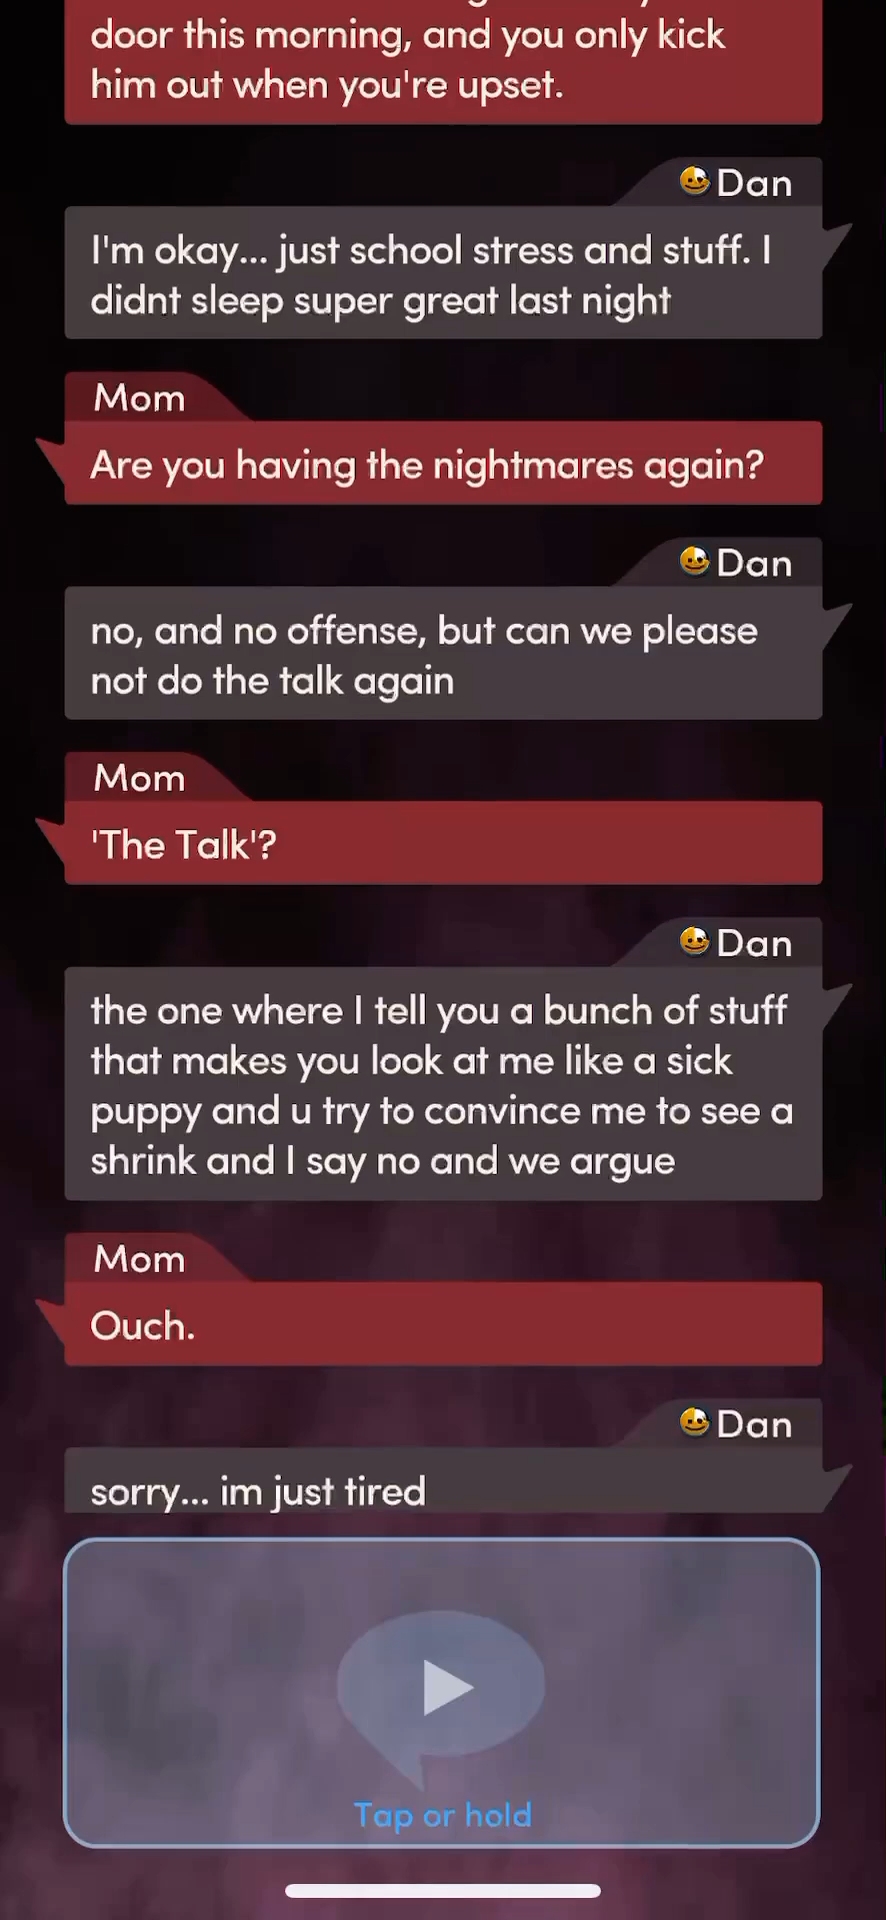 door this morning, and you only kick
him out when you're upset.
Dan
I'm okay... just school stress and stuff. I
didnt sleep super great last night
Mom
Are you having the nightmares again?
Dan
no, and no offense, but can we please
not do the talk again
Mom
'The Talk'?
Dan
the one where I tell you a bunch of stuff
that makes you look at me like a sick
puppy and u try to convince me to see a
shrink and I say no and we argue
Mom
Ouch.
Dan
sorry... im just tired
Tap or hold